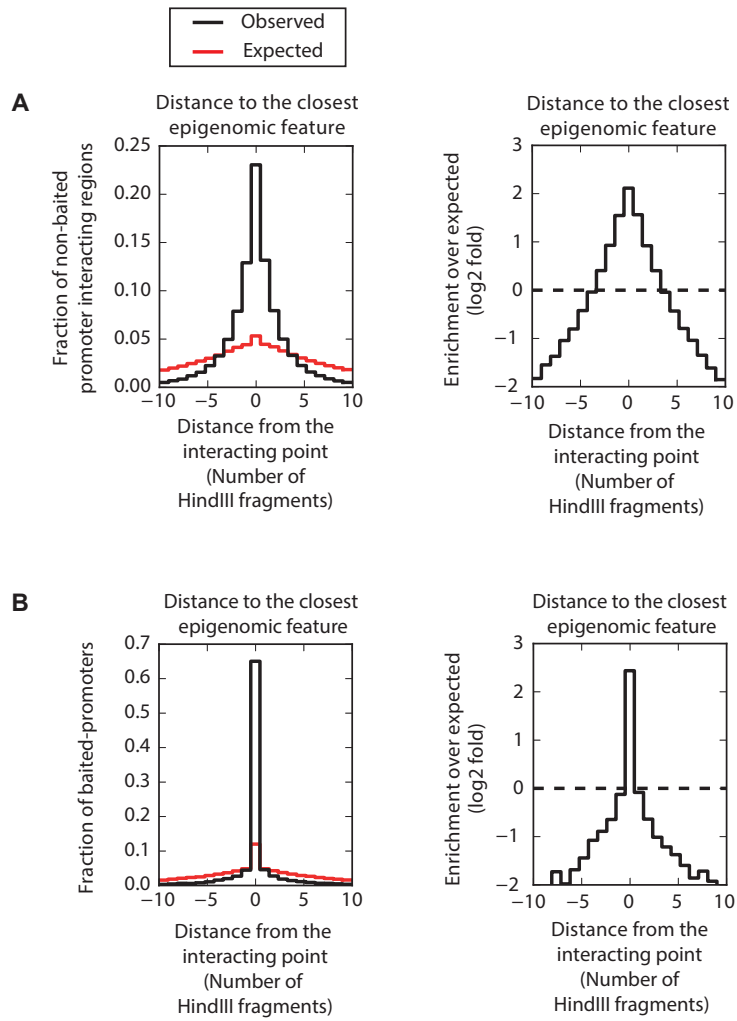 Observed
Expected
A
Distance to the closest
epigenomic feature
Fraction of non-baited
promoter interacting regions
0.25
0.20
0.15
0.10
0.05
0.00
−10
−5
0
5
10
Distance from the
interacting point
(Number of
HindIII fragments)
Distance to the closest
epigenomic feature
Enrichment over expected
(log2 fold)
3
2
1
0
−1
−2
−10
−5
0
5
10
Distance from the
interacting point
(Number of
HindIII fragments)
B
Distance to the closest
epigenomic feature
Fraction of baited-promoters
0.7
0.6
0.5
0.4
0.3
0.2
0.1
0.0
−10
−5
0
5
10
Distance from the
interacting point
(Number of
HindIII fragments)
Distance to the closest
epigenomic feature
Enrichment over expected
(log2 fold)
3
2
1
0
−1
−2
−10
−5
0
5
10
Distance from the
interacting point
(Number of
HindIII fragments)